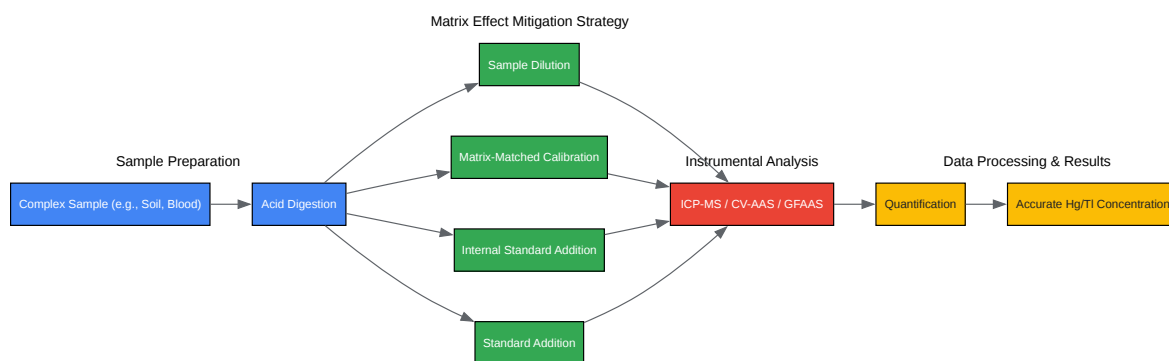 Matrix Effect Mitigation Strategy
Sample Dilution
Sample Preparation
Matrix-Matched Calibration
Instrumental Analysis
Data Processing & Results
Complex Sample (e.g., Soil, Blood)
Acid Digestion
ICP-MS / CV-AAS / GFAAS
Quantification
Accurate Hg/Tl Concentration
Internal Standard Addition
Standard Addition